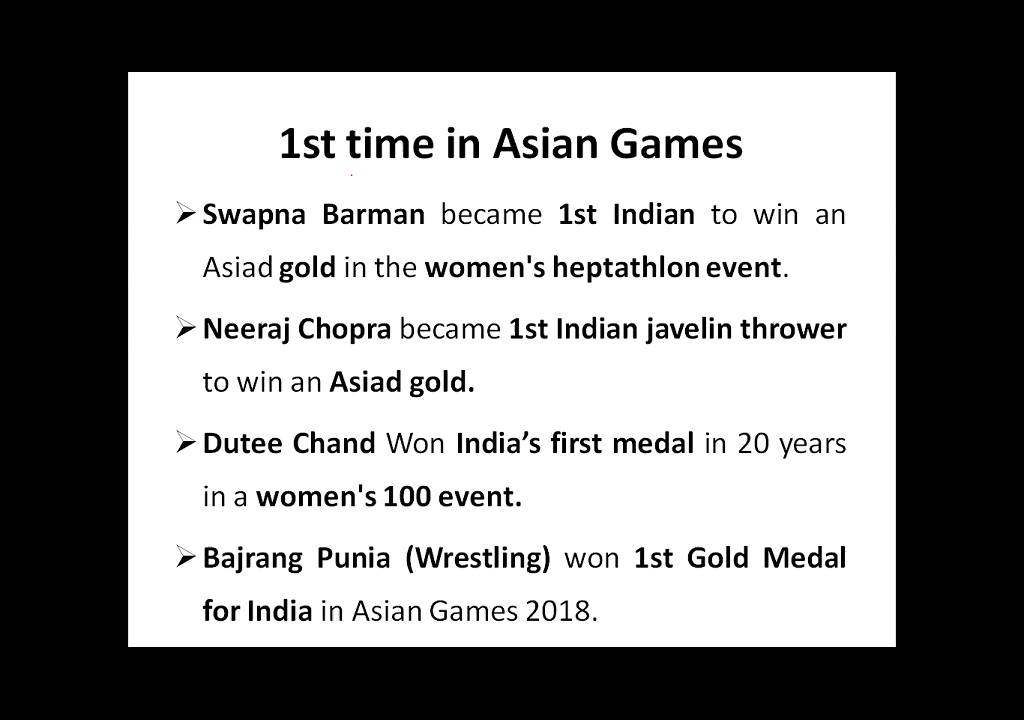 1st time in Asian Games
➢ Swapna Barman became 1st Indian to win an
Asiad gold in the women's heptathlon event.
➢ Neeraj Chopra became 1st Indian javelin thrower
to win an Asiad gold.
➢ Dutee Chand Won India’s first medal in 20 years
in a women's 100 event.
➢ Bajrang Punia (Wrestling) won 1st Gold Medal
for India in Asian Games 2018.